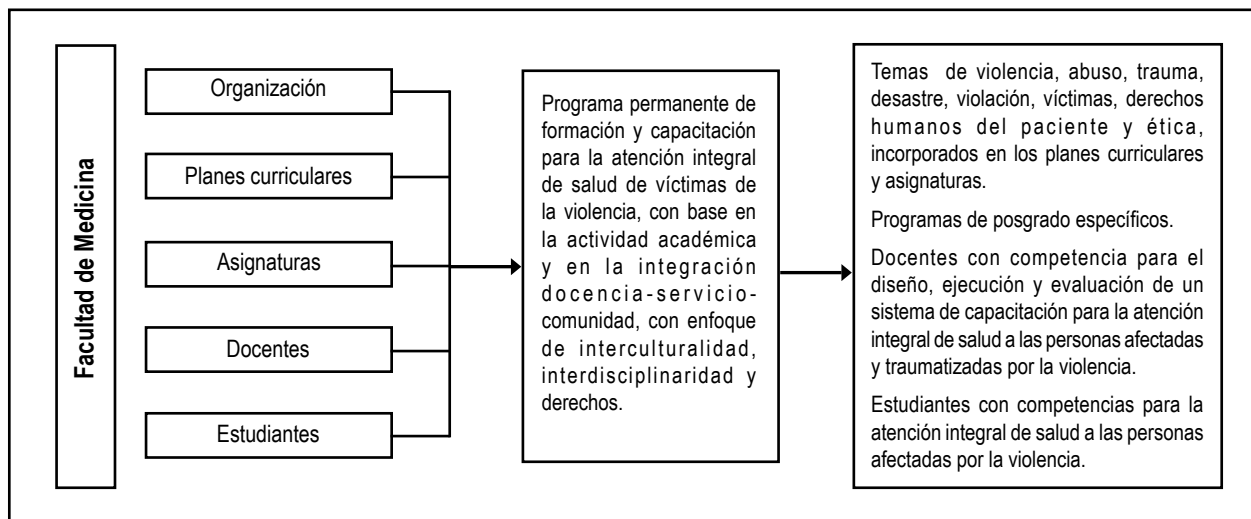 Facultad de Medicina
Organización
Planes curriculares
Asignaturas
Docentes
Estudiantes
Programa permanente de
formación y capacitación
para la atención integral
de salud de víctimas de
la violencia, con base en
la actividad académica
y en la integración
docencia-servicio-
comunidad, con enfoque
de interculturalidad,
interdisciplinaridad y
derechos.
Temas de violencia, abuso, trauma,
desastre, violación, víctimas, derechos
humanos del paciente y ética,
incorporados en los planes curriculares
y asignaturas.
Programas de posgrado específicos.
Docentes con competencia para el
diseño, ejecución y evaluación de un
sistema de capacitación para la atención
integral de salud a las personas afectadas
y traumatizadas por la violencia.
Estudiantes con competencias para la
atención integral de salud a las personas
afectadas por la violencia.